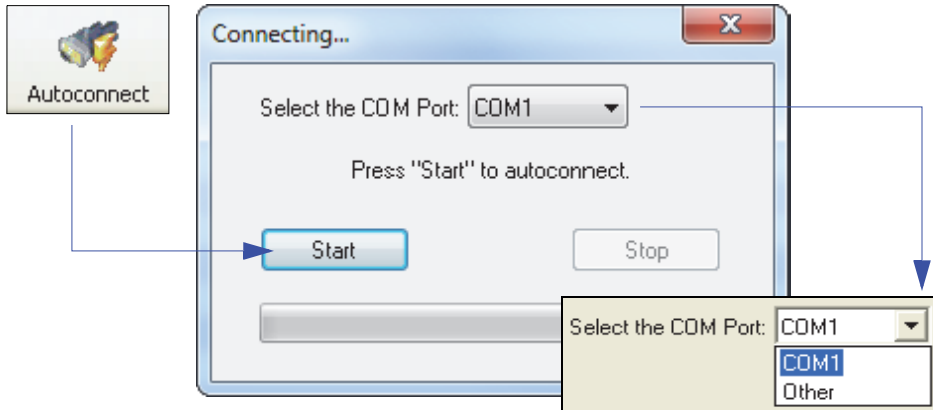 Autoconnect
Connecting...
Select the COM Port: COM1
Press "Start" to autoconnect.
Start
Stop
Select the COM Port: COM1
COM1
Other